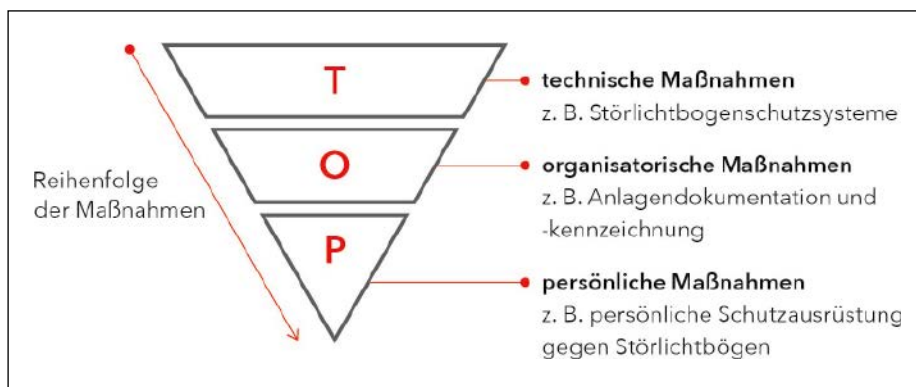 T
technische Maßnahmen
z. B. Störlichtbogenschutzsysteme
O
organisatorische Maßnahmen
z. B. Anlagendokumentation und
-kennzeichnung
Reihenfolge
der Maßnahmen
P
persönliche Maßnahmen
z. B. persönliche Schutzausrüstung
gegen Störlichtbögen